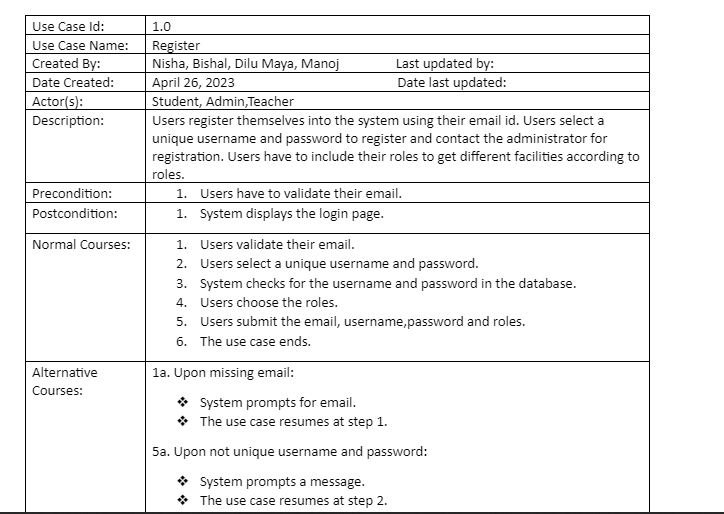 Use Case Id: 1.0
Use Case Name: Register
Created By: Nisha, Bishal, Dilu Maya, Manoj Last updated by:
Date Created: April 26, 2023 Date last updated:
Actor(s): Student, Admin,Teacher
Description: Users register themselves into the system using their email id. Users select a
unique username and password to register and contact the administrator for
registration. Users have to include their roles to get different facilities according to
roles.
Precondition: 1. Users have to validate their email.
Postcondition: 1. System displays the login page.
Normal Courses: 1. Users validate their email.
2. Users select a unique username and password.
3. System checks for the username and password in the database.
4. Users choose the roles.
5. Users submit the email, username,password and roles.
6. The use case ends.
Alternative
Courses:
1a. Upon missing email:
❖ System prompts for email.
❖ The use case resumes at step 1.
5a. Upon not unique username and password:
❖ System prompts a message.
❖ The use case resumes at step 2.